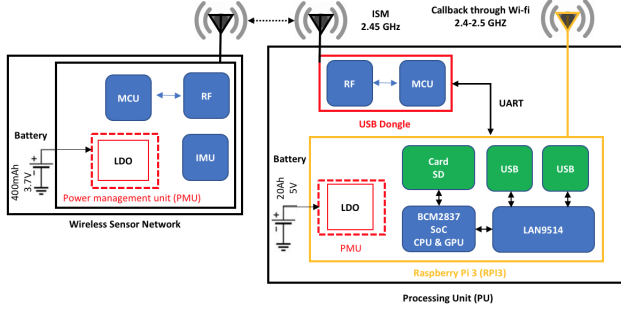 ISM
2.45 GHz
Callback through Wi-fi
2.4-2.5 GHZ
MCU
RF
IMU
Battery
400mAh
3.7V
LDO
Power management unit (PMU)
Wireless Sensor Network
RF
MCU
USB Dongle
UART
Battery
20Ah
5V
LDO
PMU
Card
SD
USB
USB
BCM2837
SoC
CPU & GPU
LAN9514
Raspberry Pi 3 (RPI3)
Processing Unit (PU)